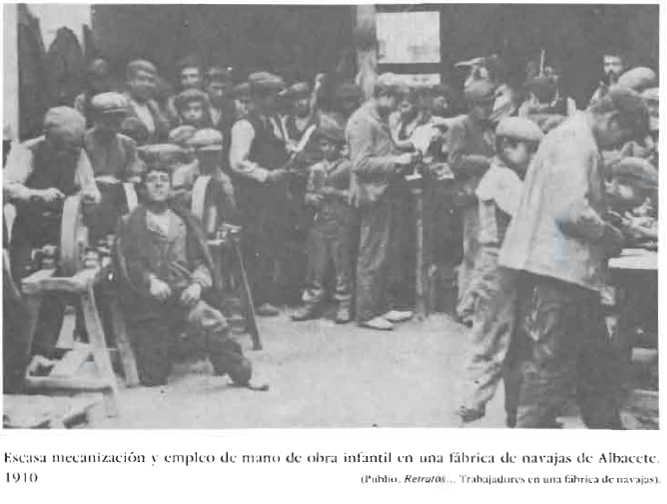 Escasa mecanización y empleo de mano de obra infantil en una fábrica de navajas de Albacete.
1910 (Publio, Retratos... Trabajadores en una fábrica de navajas).